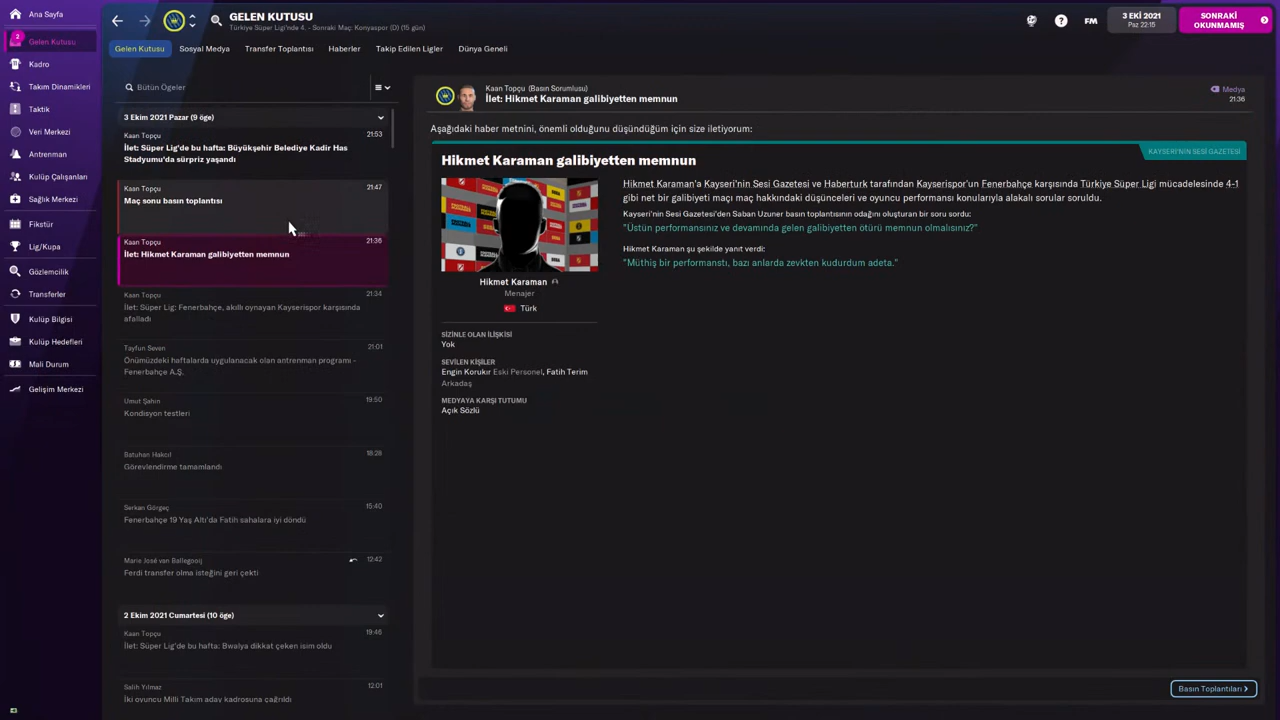 Ana Sayfa
2
Gelen Kutusu
Kadro
Takım Dinamikleri
Taktik
Veri Merkezi
Antrenman
Kulüp Çalışanları
Sağlık Merkezi
Fikstür
Lig/Kupa
Gözlemcilik
Transferler
Kulüp Bilgisi
Kulüp Hedefleri
Mali Durum
Gelişim Merkezi
GELEN KUTUSU
Türkiye Süper Ligi'nde 4. - Sonraki Maç: Konyaspor (D) (15 gün)
FM
3 EKİ 2021
Paz 22:15
SONRAKİ
OKUNMAMIŞ
Gelen Kutusu
Sosyal Medya
Transfer Toplantısı
Haberler
Takip Edilen Ligler
Dünya Geneli
Bütün Ögeler
3 Ekim 2021 Pazar (9 öge)
Kaan Topçu
21:53
İlet: Süper Lig'de bu hafta: Büyükşehir Belediye Kadir Has
Stadyumu'da sürpriz yaşandı
Kaan Topçu
21:47
Maç sonu basın toplantısı
Kaan Topçu
21:36
İlet: Hikmet Karaman galibiyetten memnun
Kaan Topçu
21:34
İlet: Süper Lig: Fenerbahçe, akıllı oynayan Kayserispor karşısında
afalladı
Tayfun Seven
21:01
Önümüzdeki haftalarda uygulanacak olan antrenman programı -
Fenerbahçe A.Ş.
Umut Şahin
19:50
Kondisyon testleri
Batuhan Hakcıl
18:28
Görevlendirme tamamlandı
Serkan Görgeç
15:40
Fenerbahçe 19 Yaş Altı'da Fatih sahalara iyi döndü
Marie José van Ballegooij
12:47
Ferdi transfer olma isteğini geri çekti
2 Ekim 2021 Cumartesi (10 öge)
Kaan Topçu
19:46
İlet: Süper Lig'de bu hafta: Bwalya dikkat çeken isim oldu
Salih Yılmaz
12:01
İki oyuncu Milli Takım aday kadrosuna çağrıldı
Kaan Topçu (Basın Sorumlusu)
İlet: Hikmet Karaman galibiyetten memnun
Medya
21:36
Aşağıdaki haber metnini, önemli olduğunu düşündüğüm için size iletiyorum:
KAYSERİ'NİN SESİ GAZETESİ
Hikmet Karaman galibiyetten memnun
Hikmet Karaman
Menajer
Türk
SİZİNLE OLAN İLİŞKİSİ
Yok
SEVİLEN KİŞİLER
Engin Korukır Eski Personel, Fatih Terim
Arkadaş
MEDYAYA KARŞI TUTUMU
Açık Sözlü
Hikmet Karaman'a Kayseri'nin Sesi Gazetesi ve Haberturk tarafından Kayserispor'un Fenerbahçe karşısında Türkiye Süper Ligi mücadelesinde 4-1
gibi net bir galibiyeti maçı maç hakkındaki düşünceleri ve oyuncu performansı konularıyla alakalı sorular soruldu.
Kayseri'nin Sesi Gazetesi'den Saban Uzuner basın toplantısının odağını oluşturan bir soru sordu:
"Üstün performansınız ve devamında gelen galibiyetten ötürü memnun olmalısınız?"
Hikmet Karaman şu şekilde yanıt verdi:
"Müthiş bir performanstı, bazı anlarda zevkten kudurdum adeta."
Basın Toplantıları